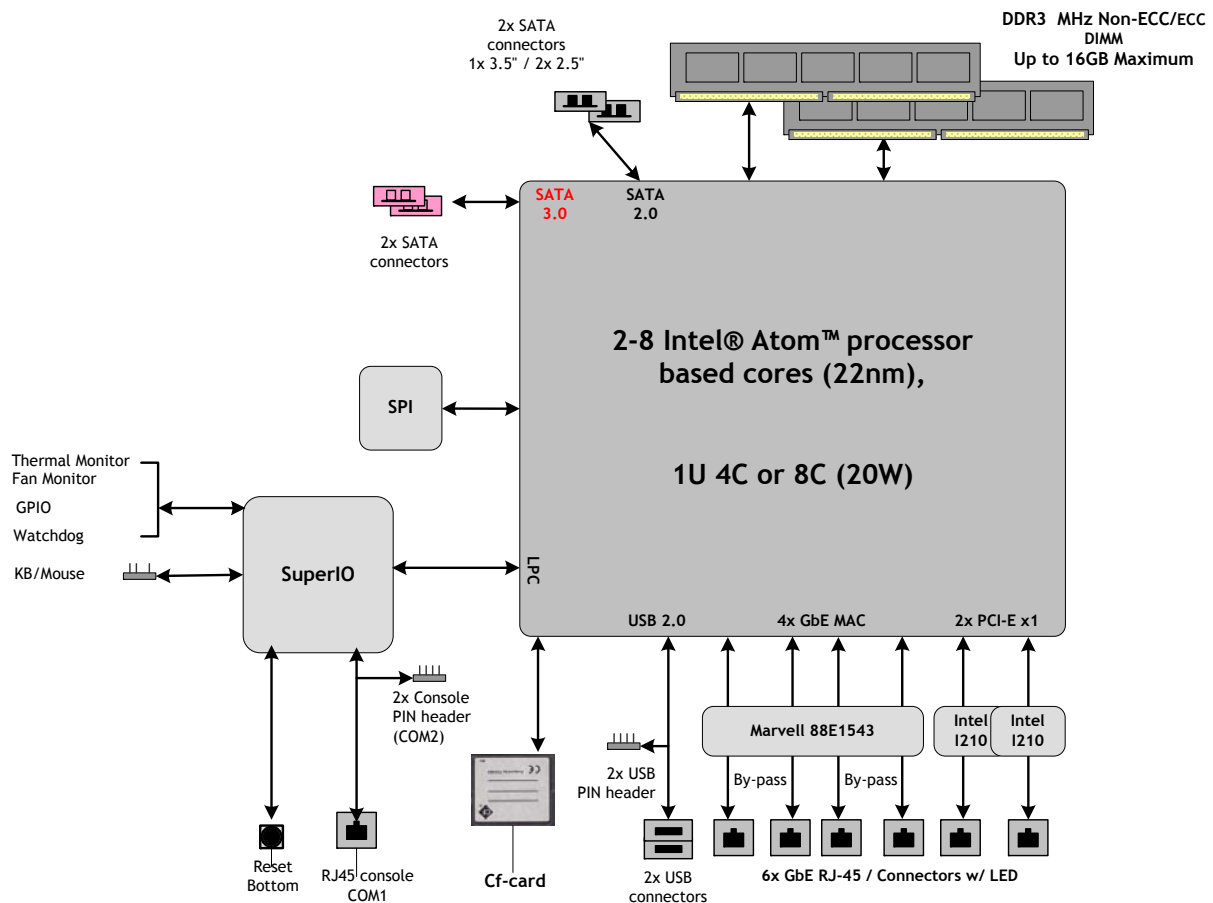 2x SATA
connectors
1x 3.5" / 2x 2.5"
DDR3 MHz Non-ECC/ECC
DIMM
Up to 16GB Maximum
SATA
3.0
SATA
2.0
2x SATA
connectors
2-8 Intel® Atom™ processor
based cores (22nm),
1U 4C or 8C (20W)
SPI
Thermal Monitor
Fan Monitor
GPIO
Watchdog
KB/Mouse
SuperIO
LPC
USB 2.0
4x GbE MAC
2x PCI-E x1
2x Console
PIN header
(COM2)
Marvell 88E1543
Intel
I210
Intel
I210
2x USB
PIN header
By-pass
By-pass
Reset
Bottom
RJ45 console
COM1
Cf-card
2x USB
connectors
6x GbE RJ-45 / Connectors w/ LED